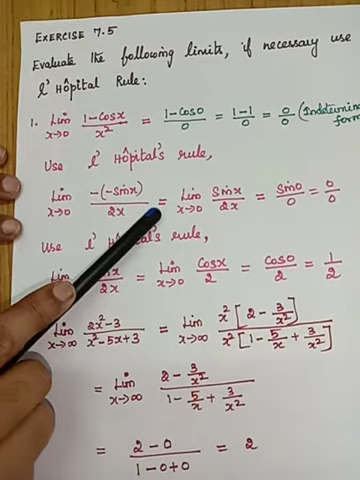 EXERCISE 7.5
Evaluate the following limits, if necessary use
l' HÔpital Rule:
1. Lim x→0 (1-cosx)/x² = (1-cos0)/0 = (1-1)/0 = 0/0 (Indeterm
form
Use l' HÔpital's rule,
Lim x→0 -(-sinx)/2x = Lim x→0 sinx/2x = sin0/0 = 0/0
Use l' 's rule,
2x = Lim x→0 cosx/2 = cos0/2 = 1/2
Lim x→∞ (2x²-3)/(x²-5x+3) = Lim x→∞ x²[2-3/x²]/x²[1-5/x+3/x²]
= Lim x→∞ (2-3/x²)/(1-5/x+3/x²)
= (2-0)/(1-0+0) = 2